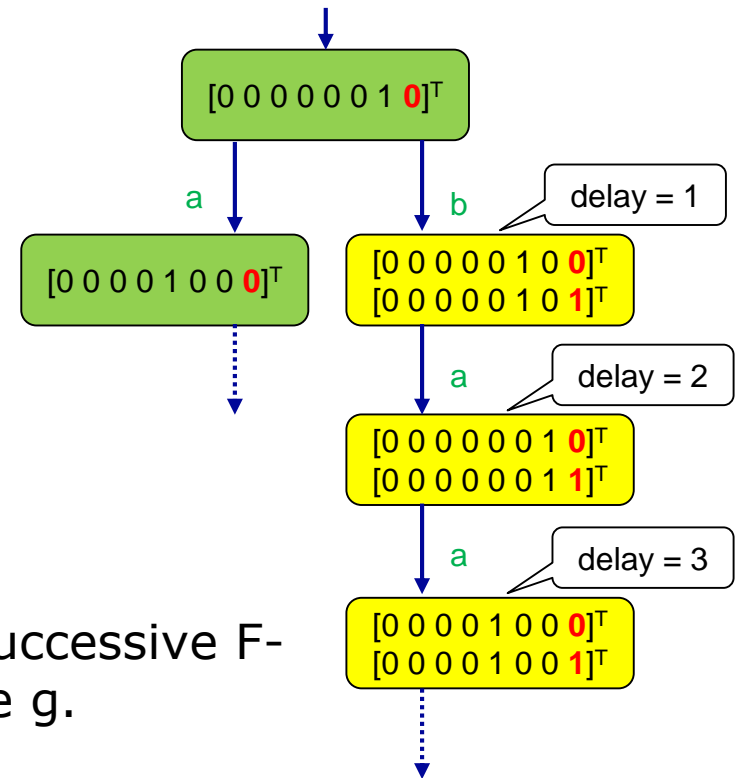 [0 0 0 0 0 0 1 0]ᵀ
a
b
delay = 1
[0 0 0 0 1 0 0 0]ᵀ
[0 0 0 0 0 1 0 0]ᵀ
[0 0 0 0 0 1 0 1]ᵀ
a
delay = 2
[0 0 0 0 0 0 1 0]ᵀ
[0 0 0 0 0 0 1 1]ᵀ
a
delay = 3
[0 0 0 0 1 0 0 0]ᵀ
[0 0 0 0 1 0 0 1]ᵀ
uccessive F-
e g.